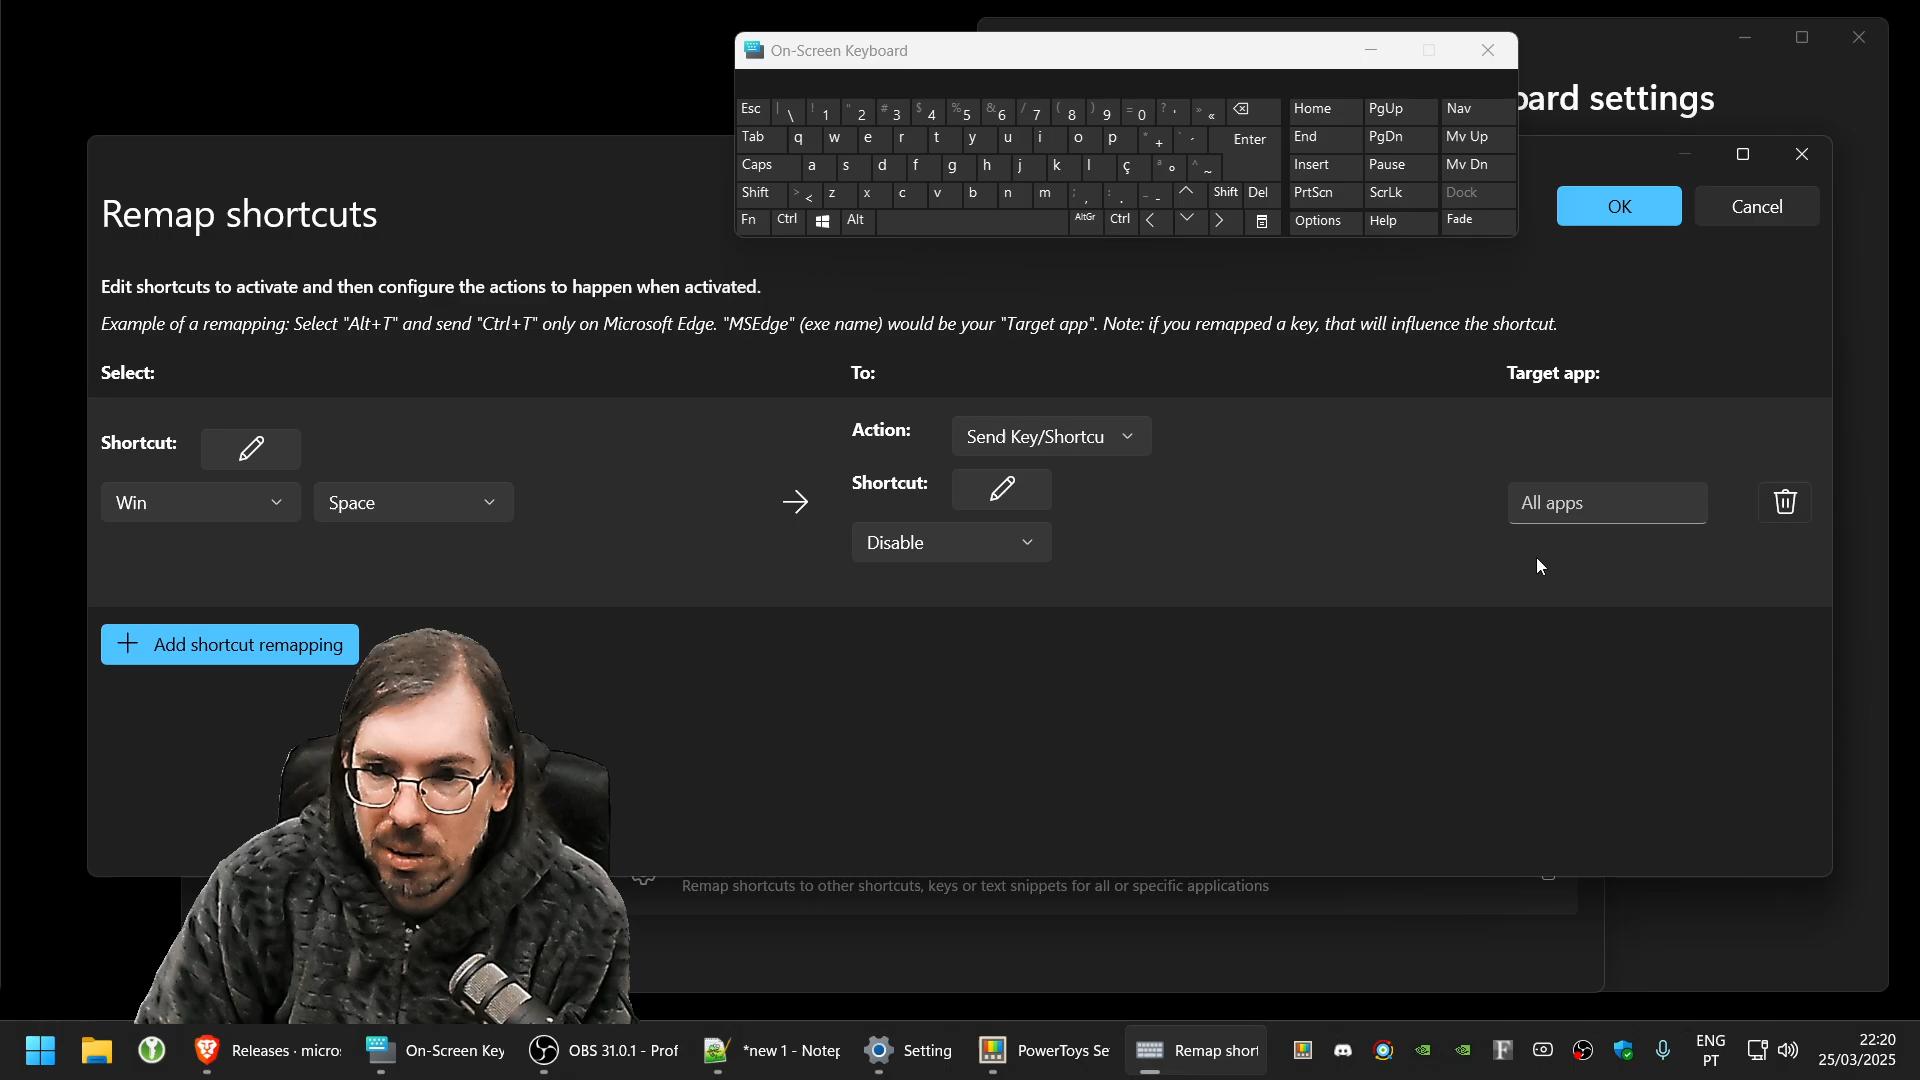 On-Screen Keyboard
Esc | \ ! 1 " 2 # 3 $ 4 % 5 & 6 / 7 ( 8 ) 9 = 0 ? ' » « Home PgUp Nav
Tab q w e r t y u i o p * + ` ´ Enter End PgDn Mv Up
Caps a s d f g h j k l ç ª º ^ ~ Insert Pause Mv Dn
Shift > < z x c v b n m ; , : . _ - Shift Del PrtScn ScrLk Dock
Fn Ctrl Alt AltGr Ctrl Options Help Fade
oard settings
Remap shortcuts
OK
Cancel
Edit shortcuts to activate and then configure the actions to happen when activated.
Example of a remapping: Select "Alt+T" and send "Ctrl+T" only on Microsoft Edge. "MSEdge" (exe name) would be your "Target app". Note: if you remapped a key, that will influence the shortcut.
Select:
To:
Target app:
Shortcut:
Win
Space
Action:
Send Key/Shortcu
Shortcut:
Disable
All apps
Add shortcut remapping
Remap shortcuts to other shortcuts, keys or text snippets for all or specific applications
Releases · micro:
On-Screen Key
OBS 31.0.1 - Prof
*new 1 - Notep
Setting
PowerToys Se
Remap short
ENG
PT
22:20
25/03/2025